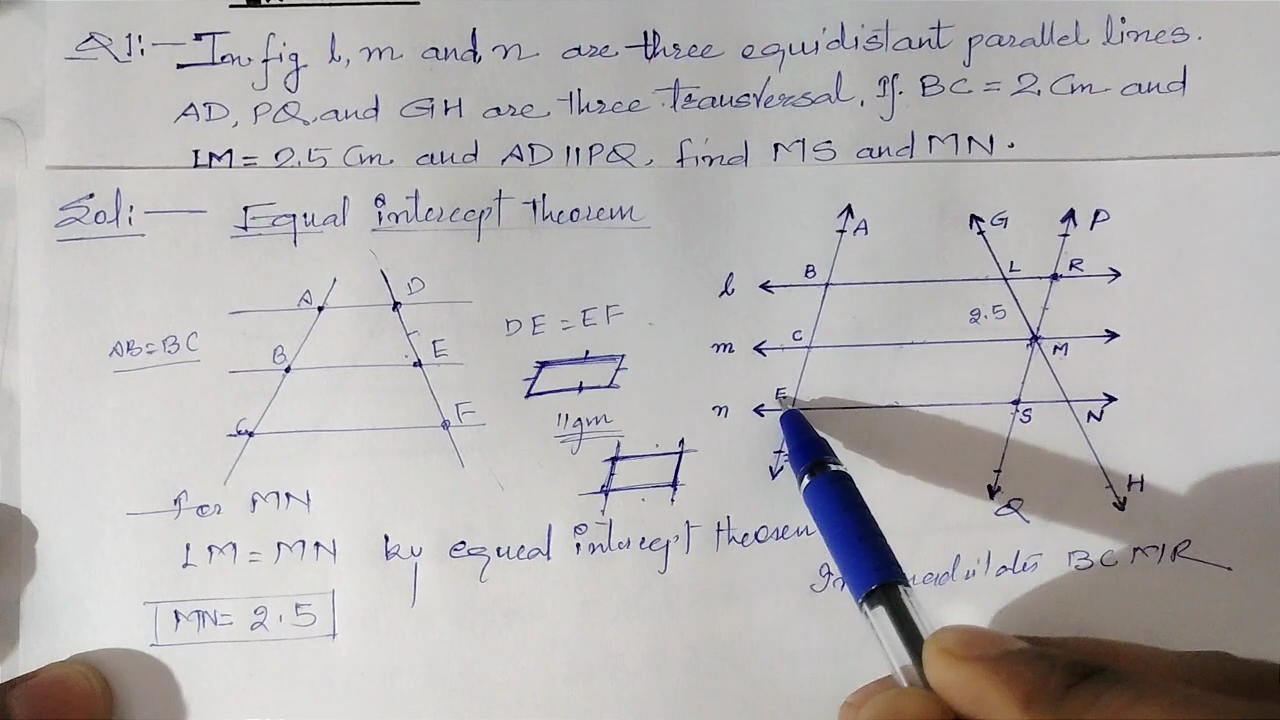 Q1:- In fig l, m and n are three equidistant parallel lines.
AD, PQ and GH are three transversal. If BC = 2 Cm and
LM = 2.5 Cm and AD || PQ, find MS and MN.
Sol:- Equal intercept theorem
A D
B E
C F
AB = BC
DE = EF
||gm
For MN
LM = MN by equal intercept theorem
MN = 2.5
A G P
l B L R
2.5
m C M
n E S N
Q H
BCMR